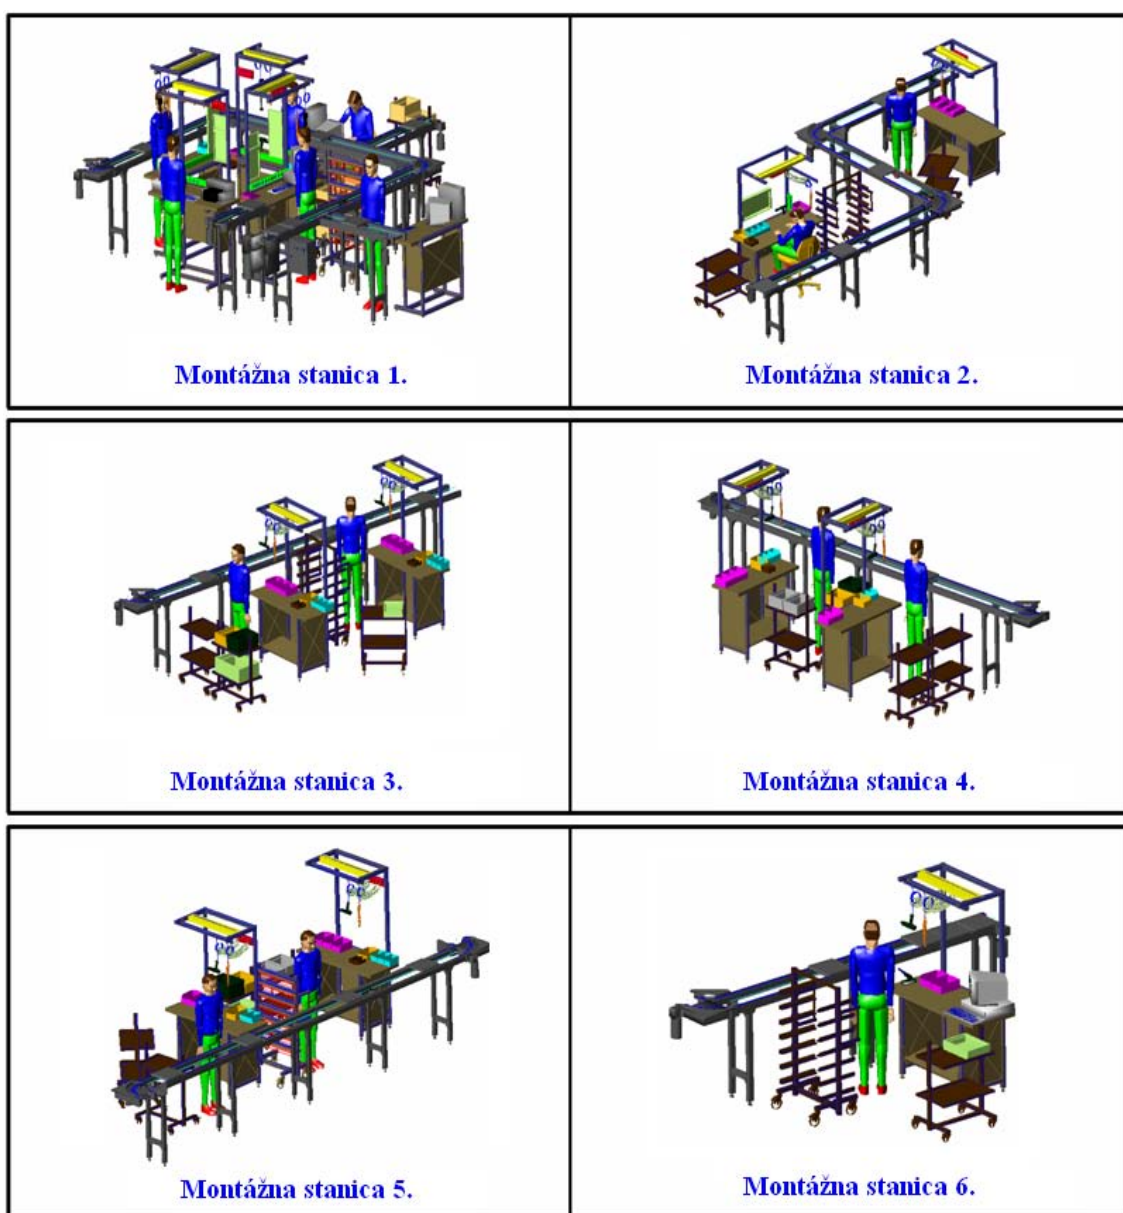 Montážna stanica 1.
Montážna stanica 2.
Montážna stanica 3.
Montážna stanica 4.
Montážna stanica 5.
Montážna stanica 6.